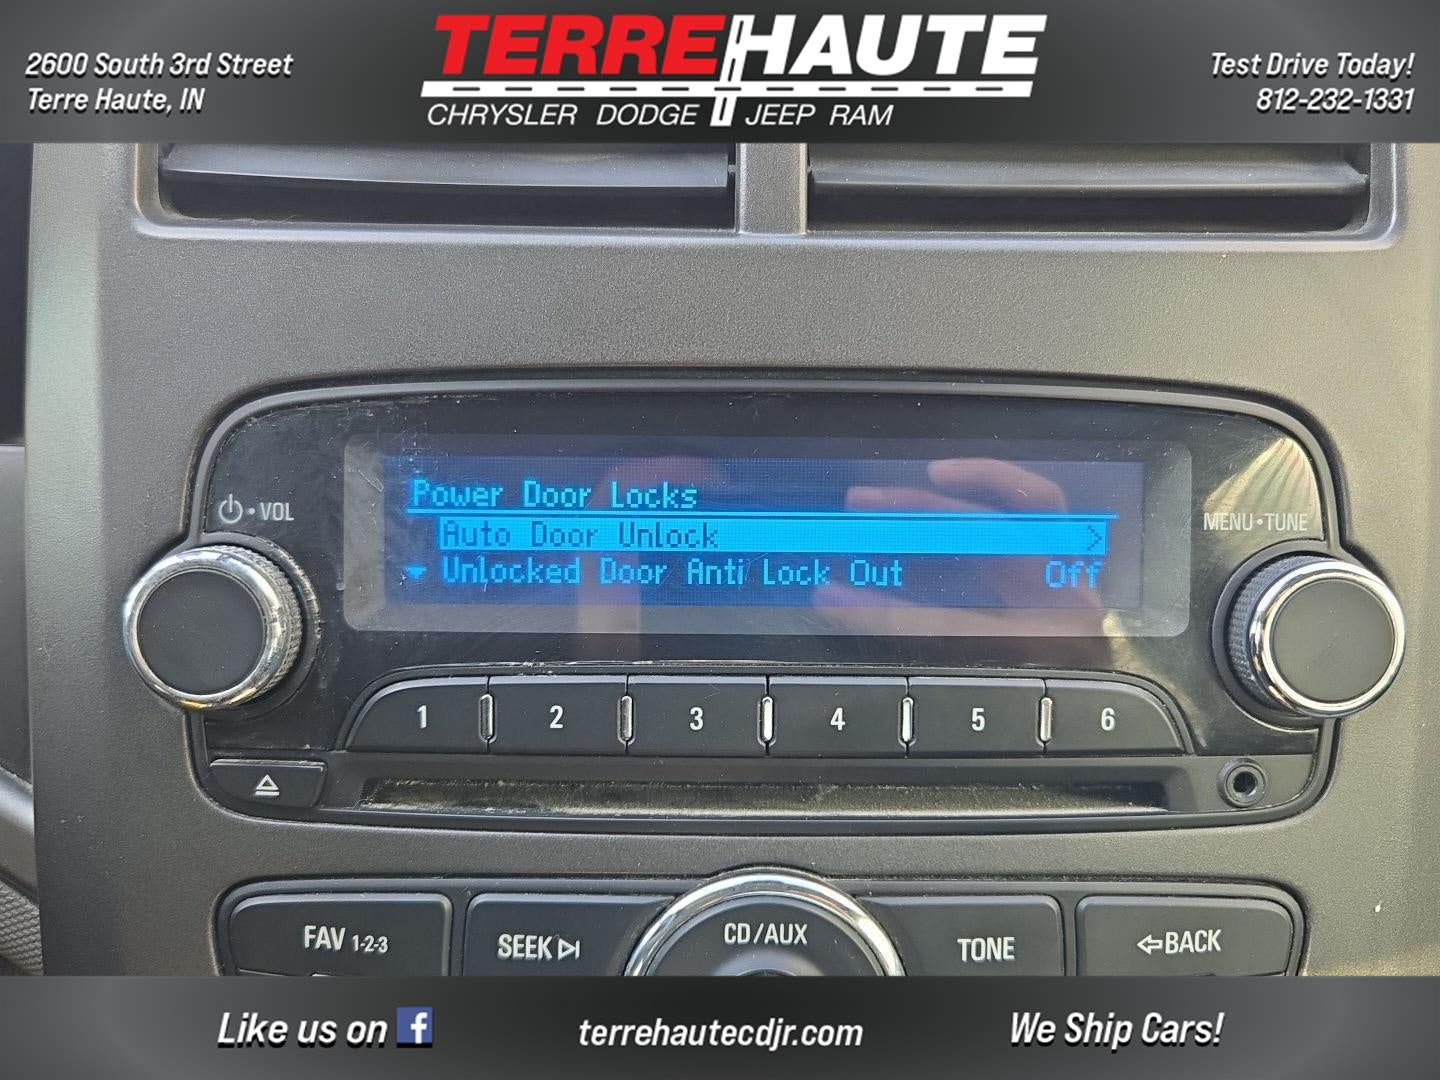 2600 South 3rd Street
Terre Haute, IN
TERRE HAUTE
CHRYSLER DODGE JEEP RAM
Test Drive Today!
812-232-1331
VOL
Power Door Locks
Auto Door Unlock >
Unlocked Door Anti Lock Out Off
MENU•TUNE
1 2 3 4 5 6
FAV 1-2-3
SEEK
CD/AUX
TONE
BACK
Like us on f
terrehautecdjr.com
We Ship Cars!